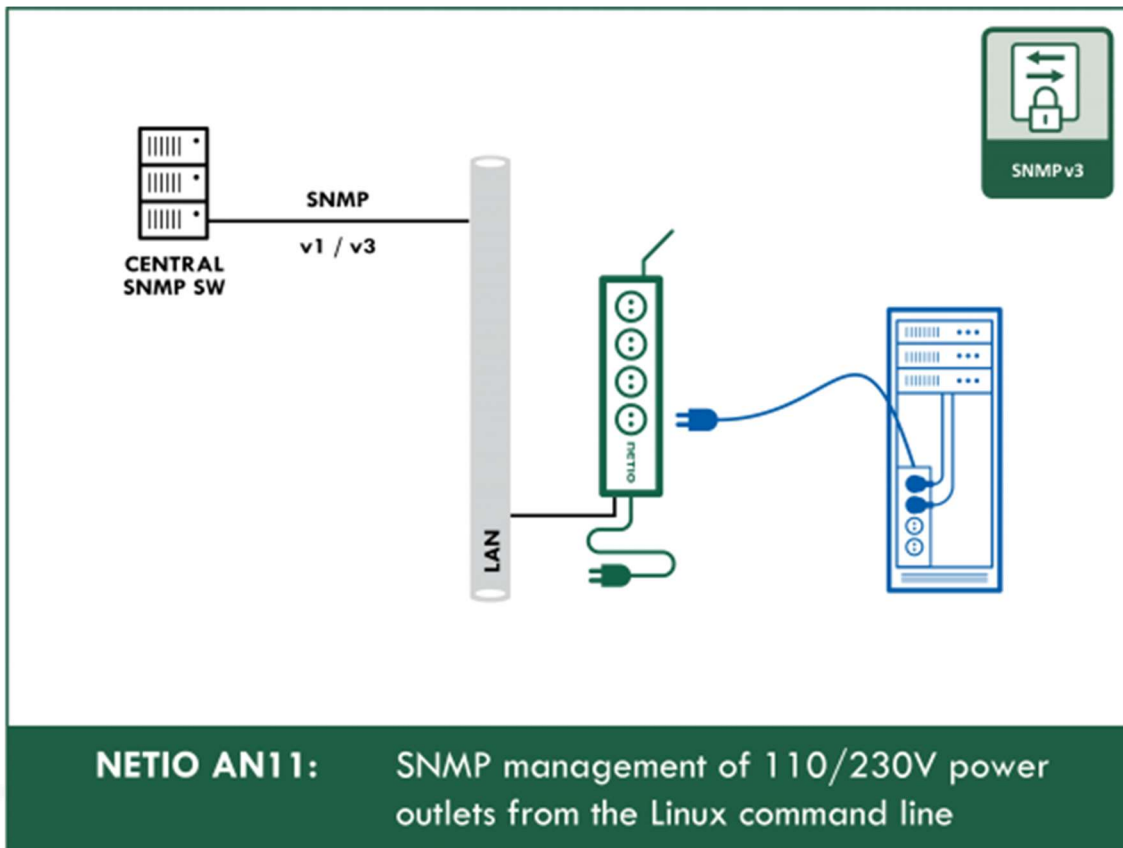 SNMP v3
SNMP
v1 / v3
CENTRAL
SNMP SW
NETIO
LAN
NETIO AN11:
SNMP management of 110/230V power
outlets from the Linux command line